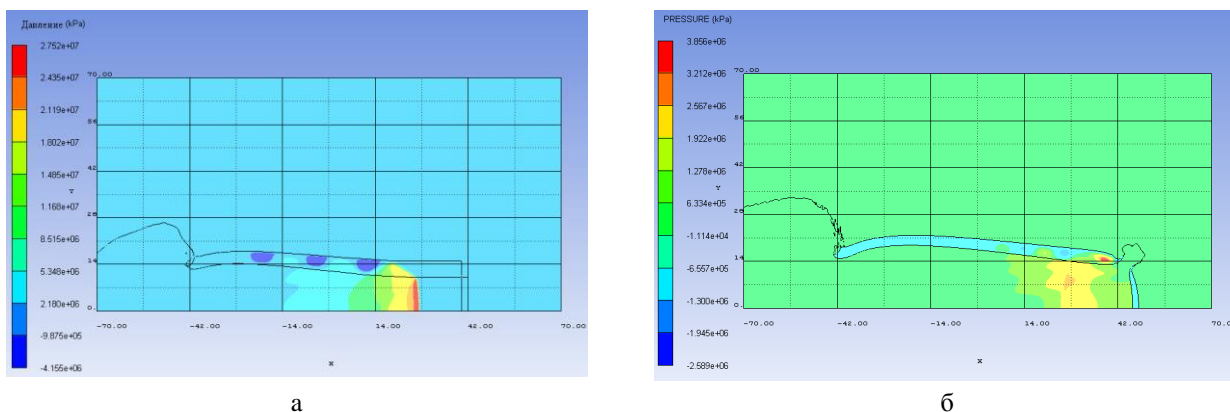 Давление (kPa)
2.752e+07
2.435e+07
2.119e+07
1.802e+07
1.485e+07
1.168e+07
8.515e+06
5.348e+06
2.180e+06
-9.875e+05
-4.155e+06
70.00
56
42
28
14
0.
Y
-70.00
-42.00
-14.00
14.00
42.00
70.00
X
а
PRESSURE (kPa)
3.856e+06
3.212e+06
2.567e+06
1.922e+06
1.278e+06
6.334e+05
-1.114e+04
-6.557e+05
-1.300e+06
-1.945e+06
-2.589e+06
70.00
56
42
28
14
0.
Y
-70.00
-42.00
-14.00
14.00
42.00
70.00
X
б